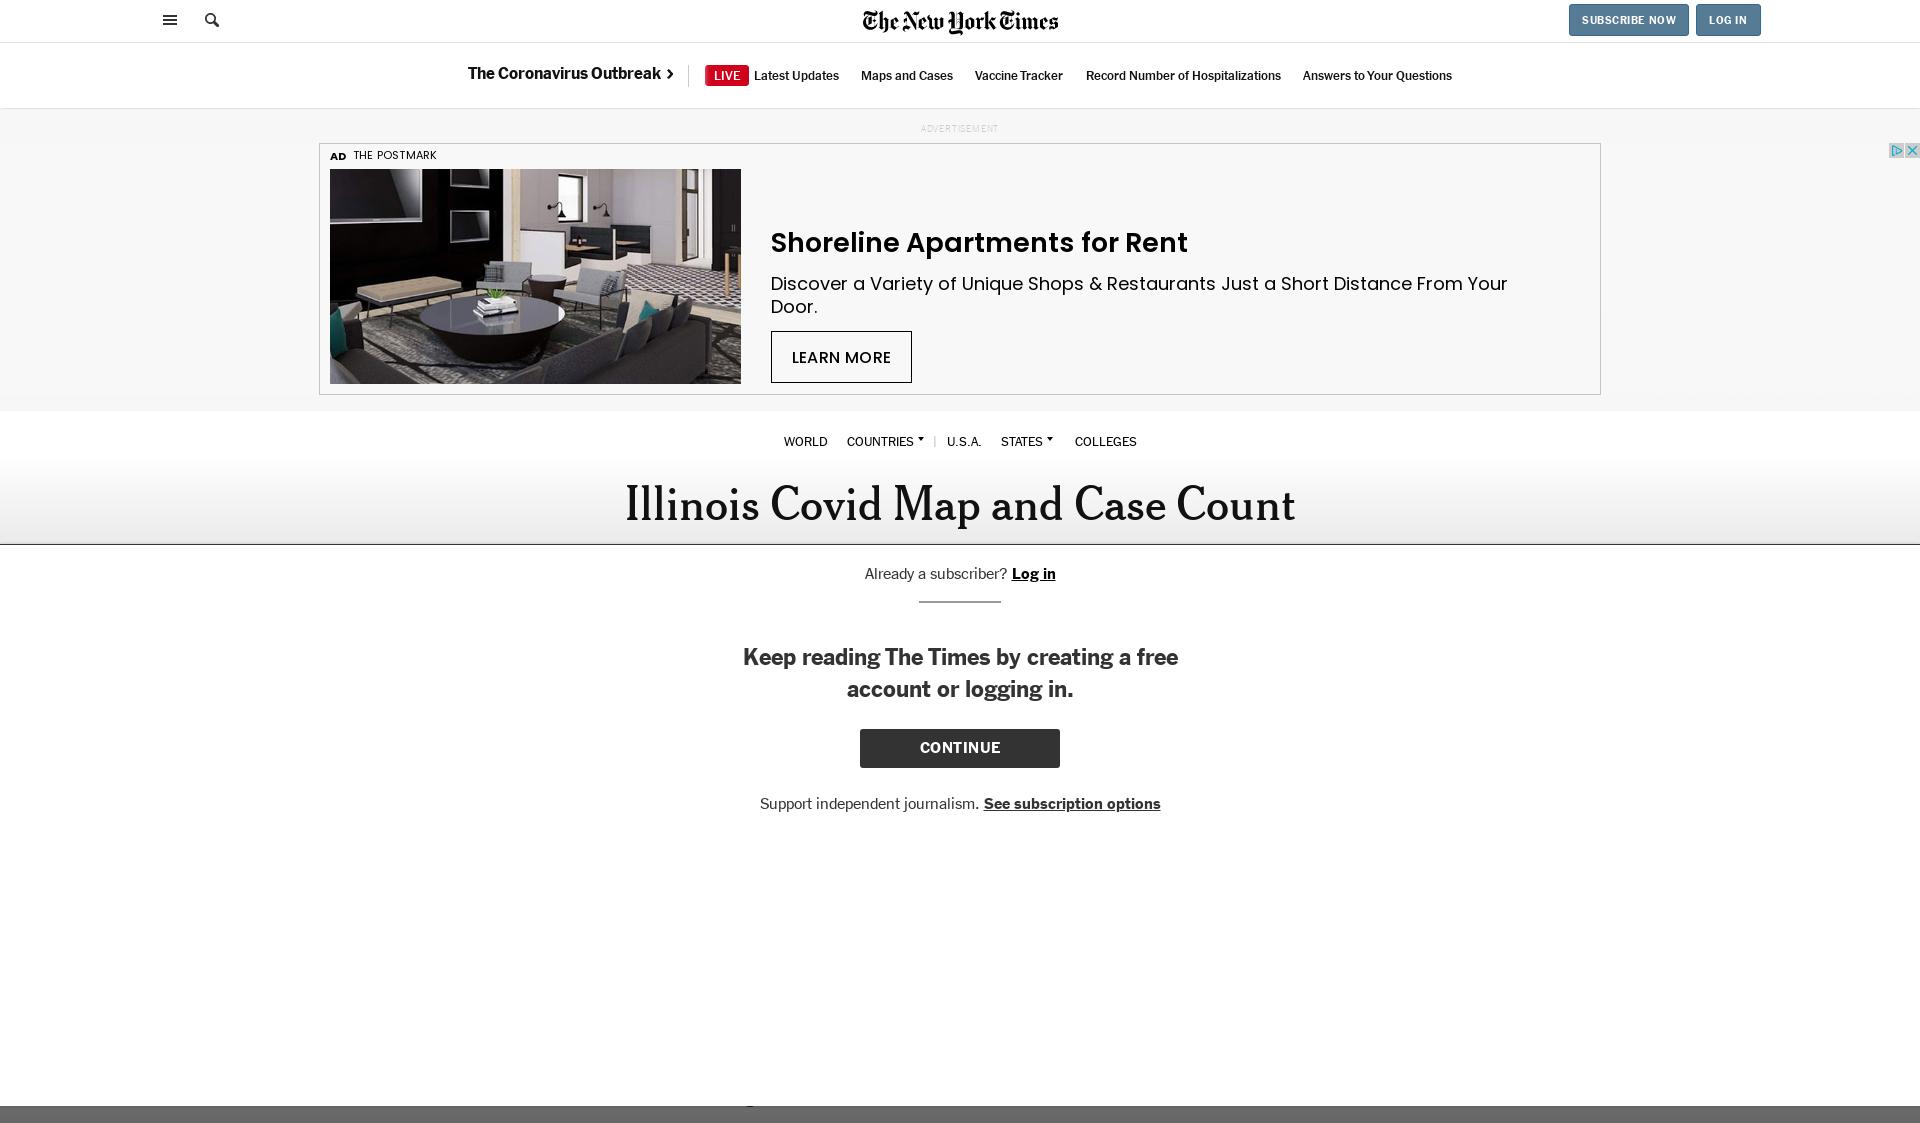 The New York Times
SUBSCRIBE NOW
LOG IN
The Coronavirus Outbreak
LIVE Latest Updates
Maps and Cases
Vaccine Tracker
Record Number of Hospitalizations
Answers to Your Questions
ADVERTISEMENT
AD THE POSTMARK
Shoreline Apartments for Rent
Discover a Variety of Unique Shops & Restaurants Just a Short Distance From Your
Door.
LEARN MORE
WORLD COUNTRIES U.S.A. STATES COLLEGES
Illinois Covid Map and Case Count
Already a subscriber? Log in
Keep reading The Times by creating a free
account or logging in.
CONTINUE
Support independent journalism. See subscription options